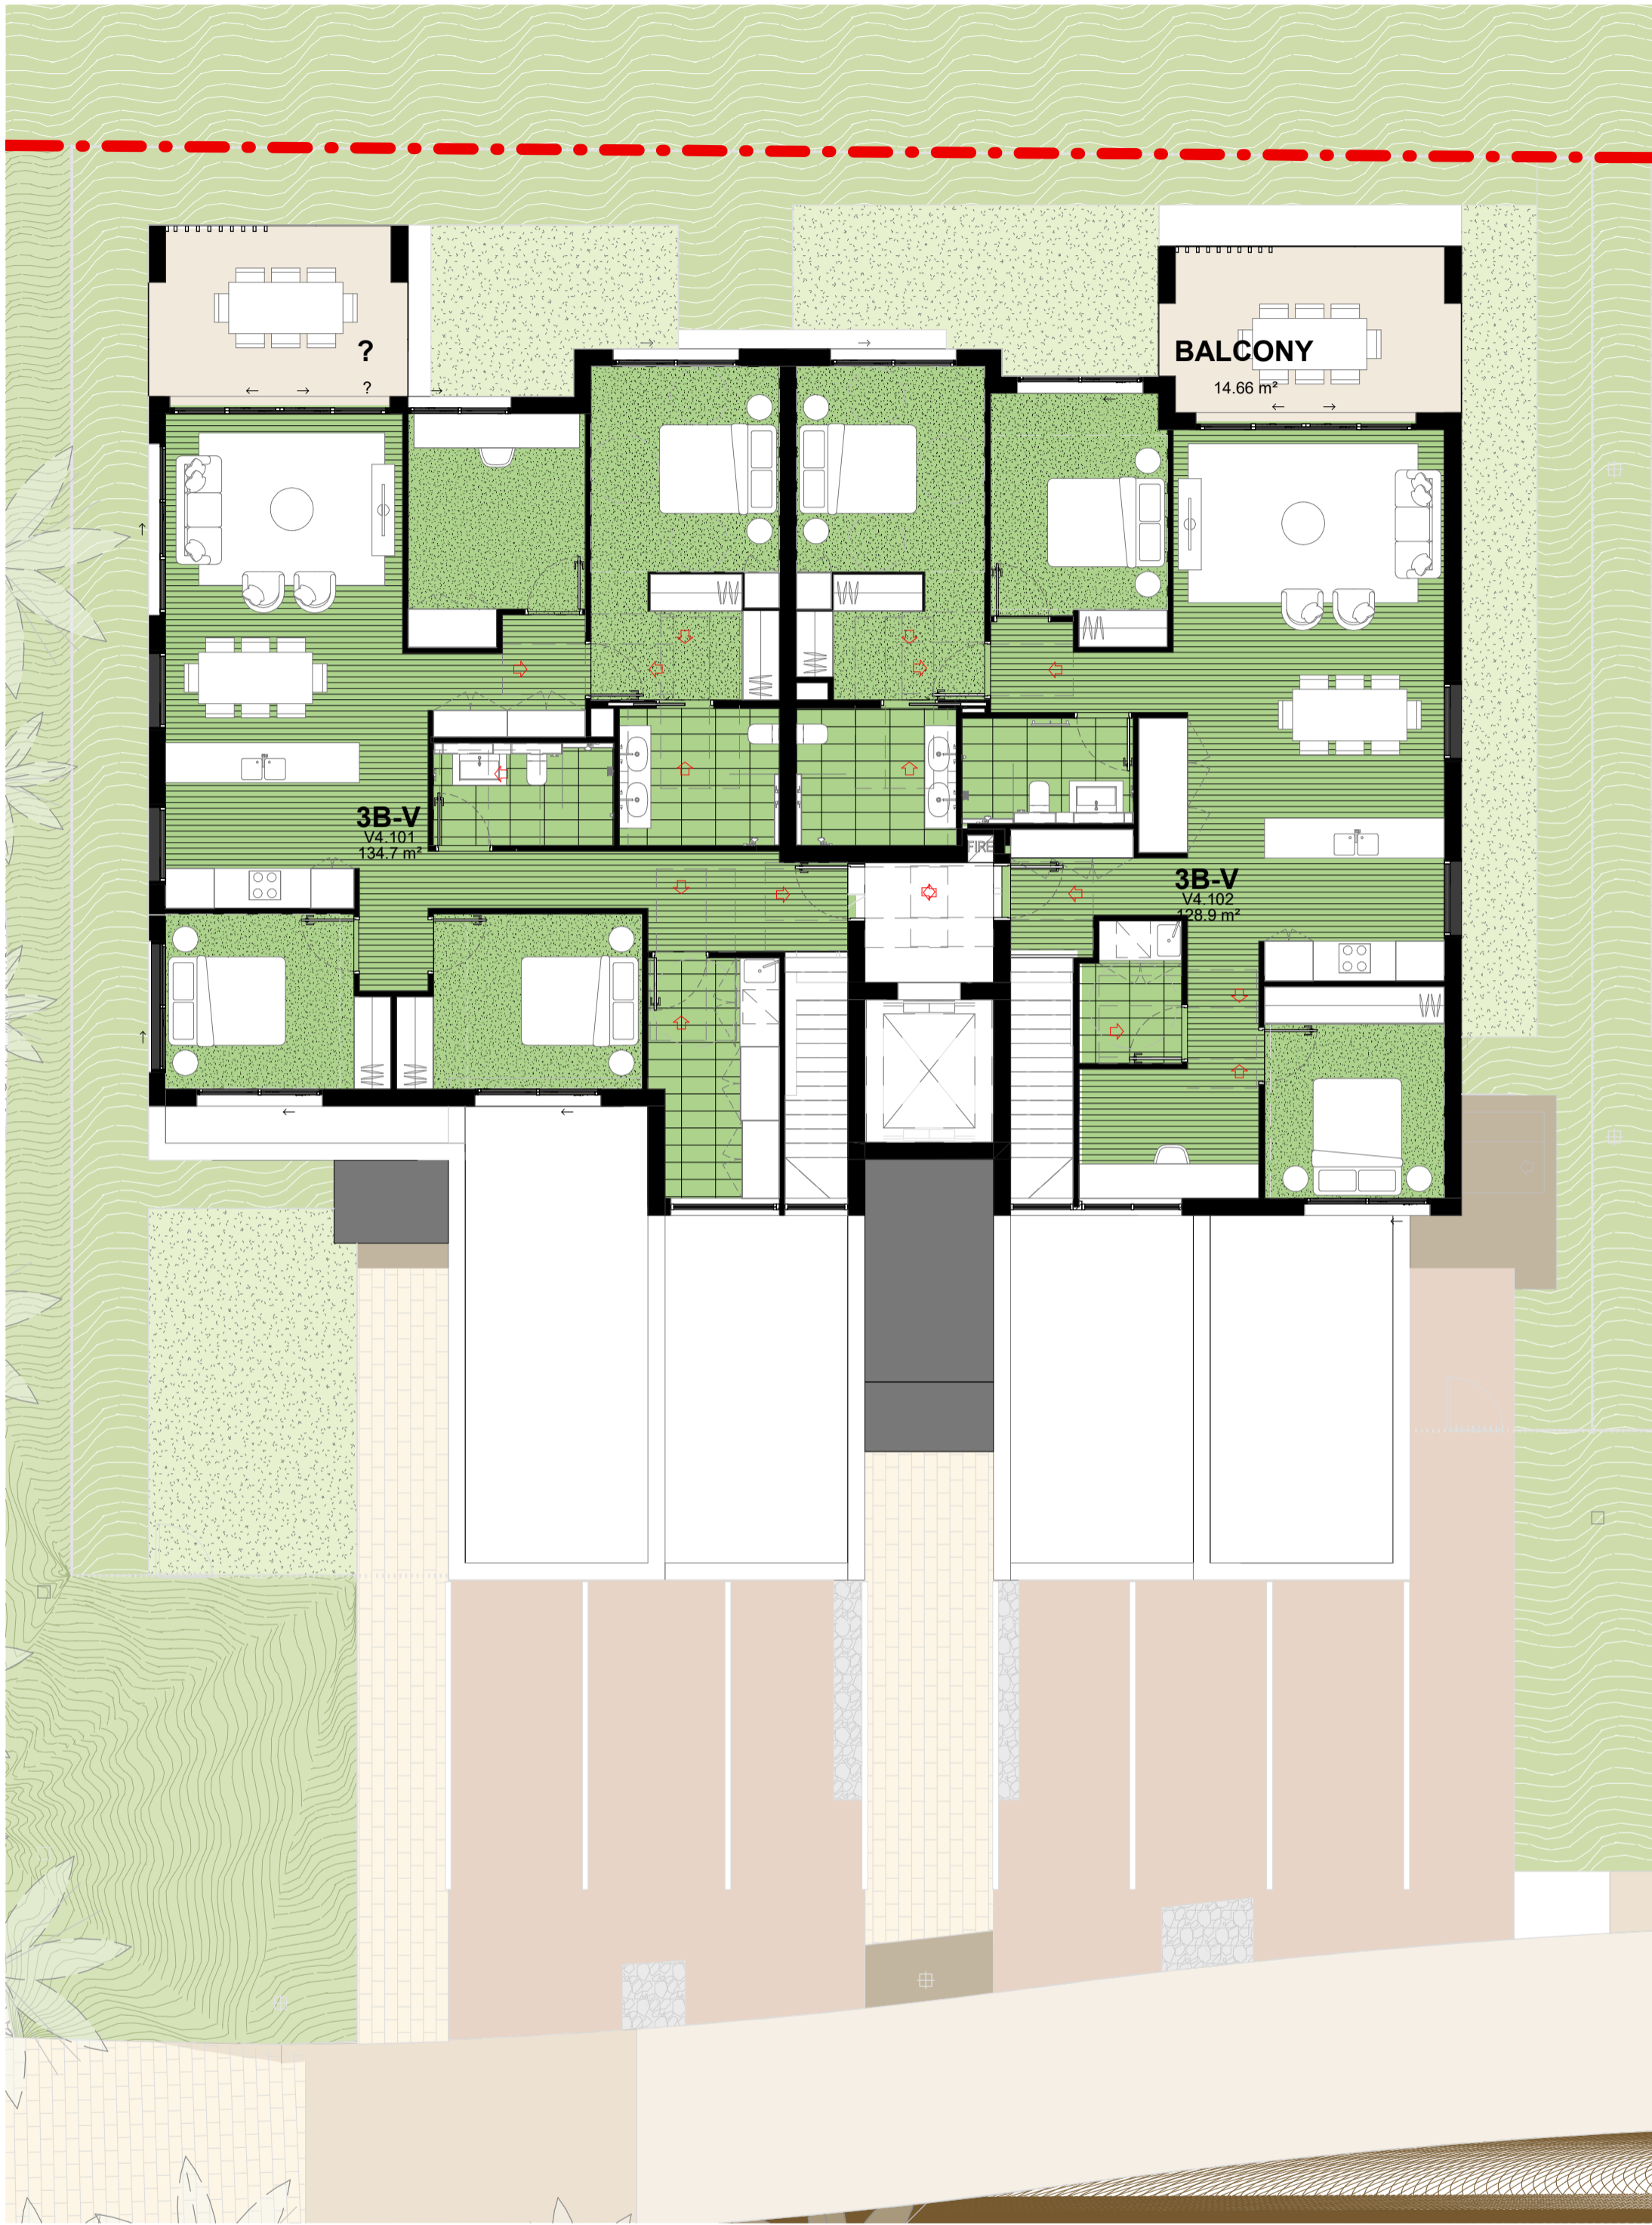 ?
?
BALCONY
14.66 m²
3B-V
V4.101
134.7 m²
FIRE
3B-V
V4.102
128.9 m²